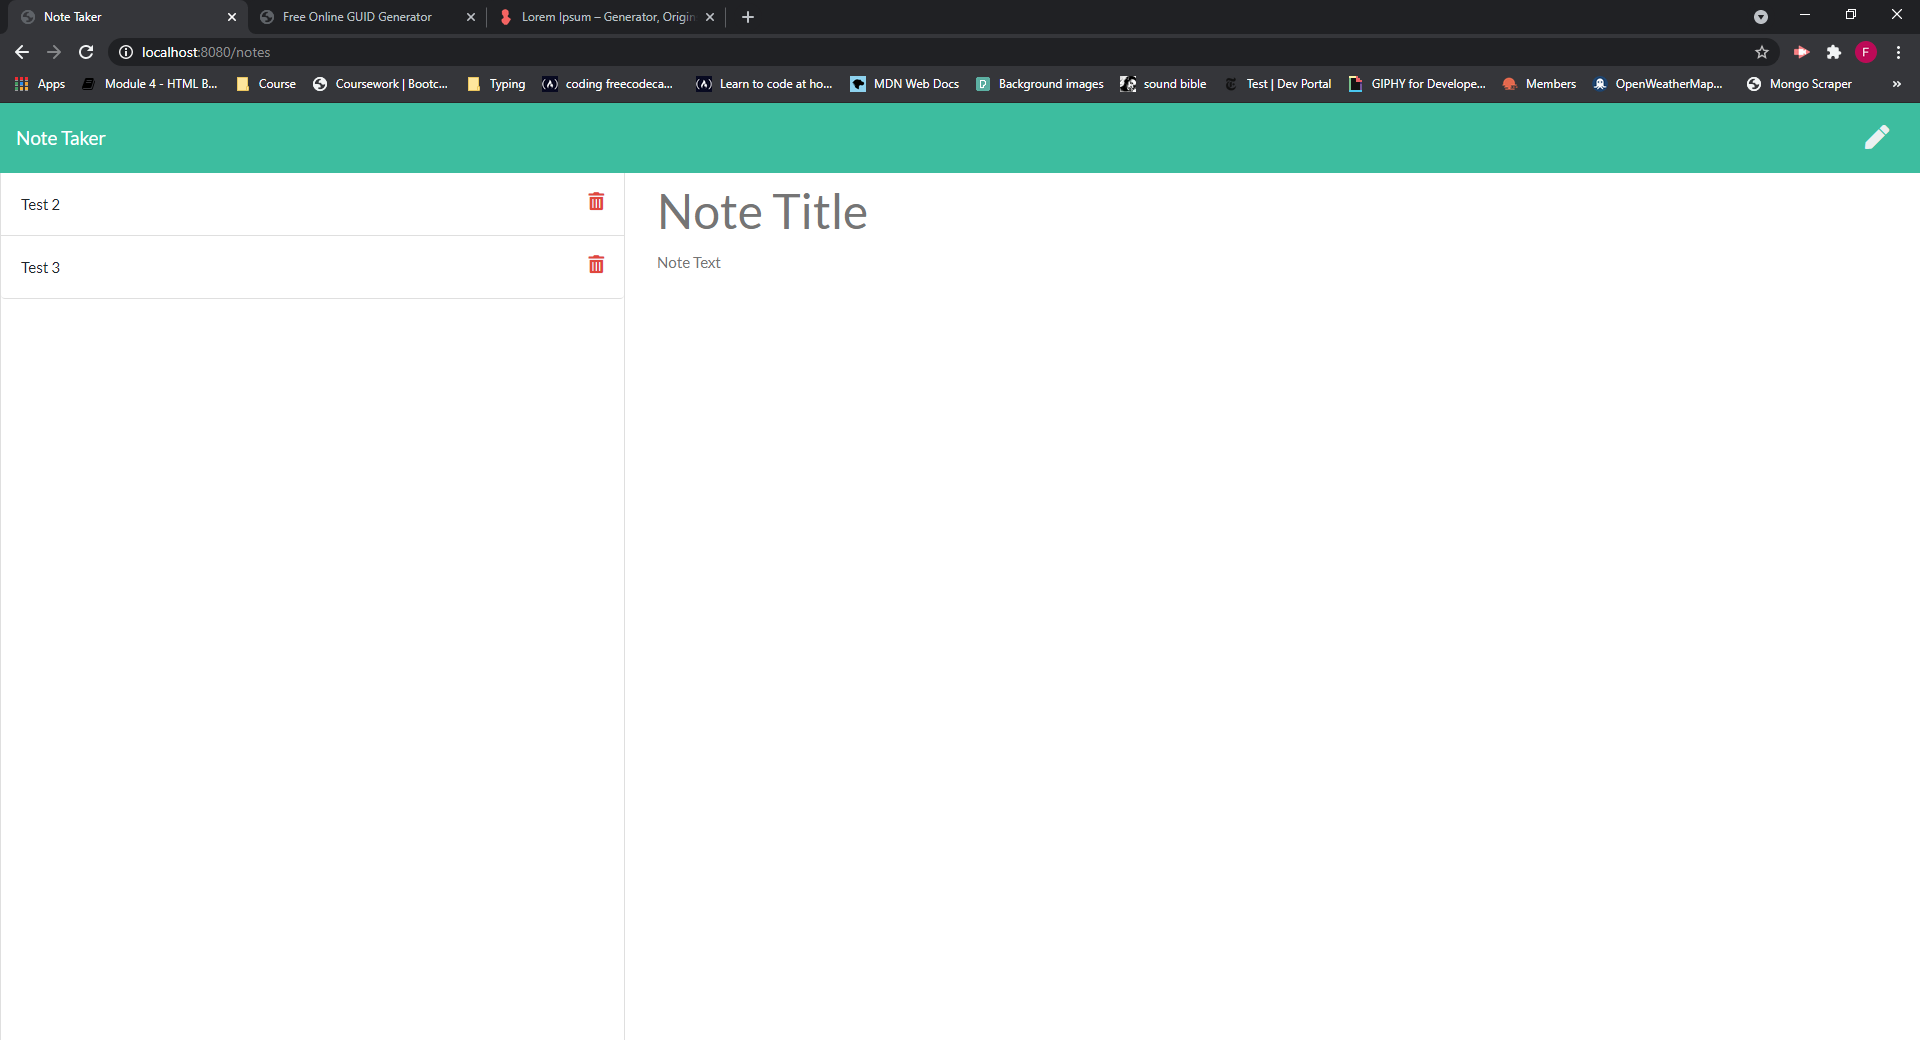 Note Taker
Free Online GUID Generator
Lorem Ipsum – Generator, Origin
localhost:8080/notes
F
Apps
Module 4 - HTML B...
Course
Coursework | Bootc...
Typing
coding freecodeca...
Learn to code at ho...
MDN Web Docs
Background images
sound bible
Test | Dev Portal
GIPHY for Develope...
Members
OpenWeatherMap...
Mongo Scraper
»
Note Taker
Test 2
Test 3
Note Title
Note Text